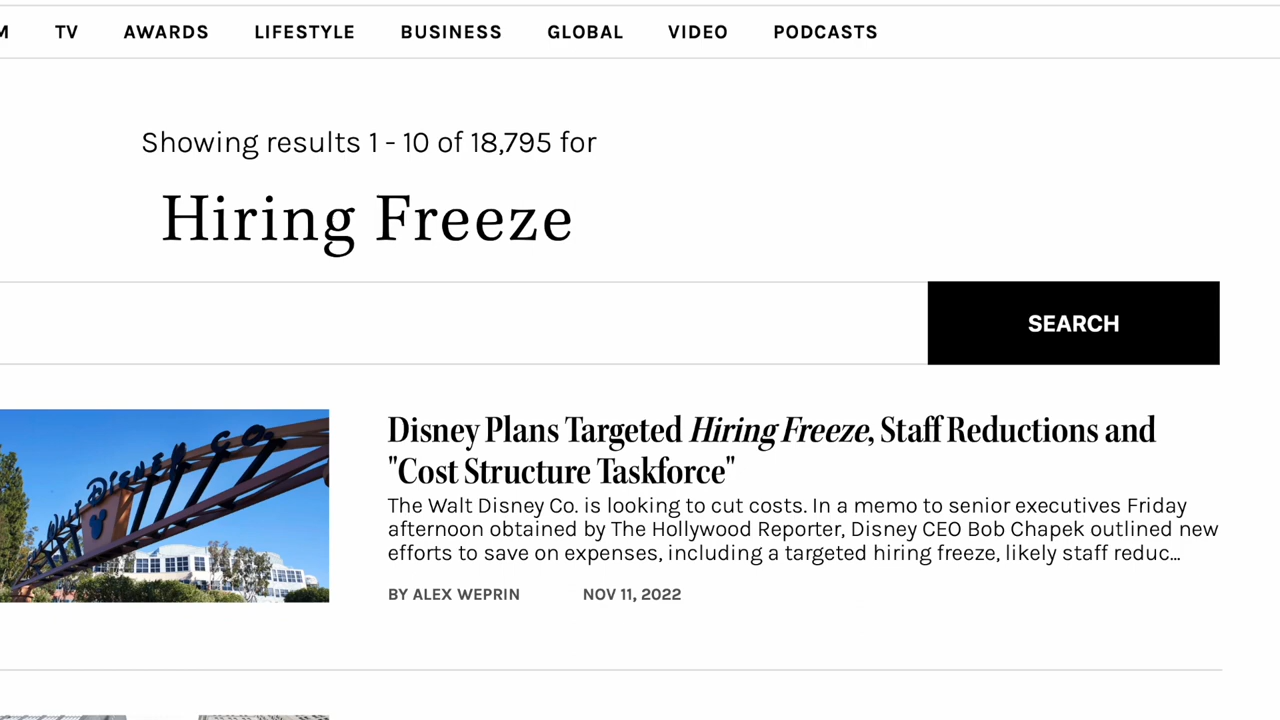 M TV AWARDS LIFESTYLE BUSINESS GLOBAL VIDEO PODCASTS
Showing results 1 - 10 of 18,795 for
Hiring Freeze
SEARCH
Walt Disney Co.
Disney Plans Targeted Hiring Freeze, Staff Reductions and
"Cost Structure Taskforce"
The Walt Disney Co. is looking to cut costs. In a memo to senior executives Friday
afternoon obtained by The Hollywood Reporter, Disney CEO Bob Chapek outlined new
efforts to save on expenses, including a targeted hiring freeze, likely staff reduc...
BY ALEX WEPRIN NOV 11, 2022